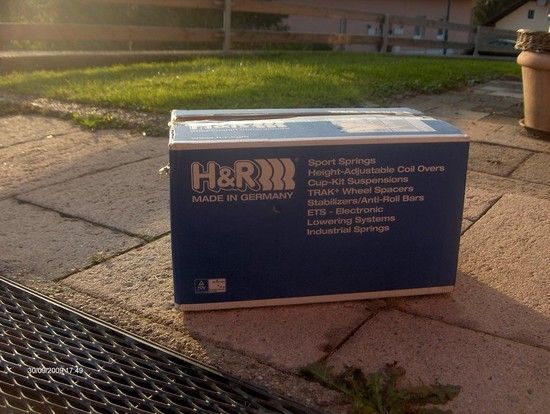 H&R
MADE IN GERMANY
Sport Springs
Height-Adjustable Coil Overs
Cup-Kit Suspensions
TRAK+ Wheel Spacers
Stabilizers/Anti-Roll Bars
ETS - Electronic
Lowering Systems
Industrial Springs
30/09/2009 17:49